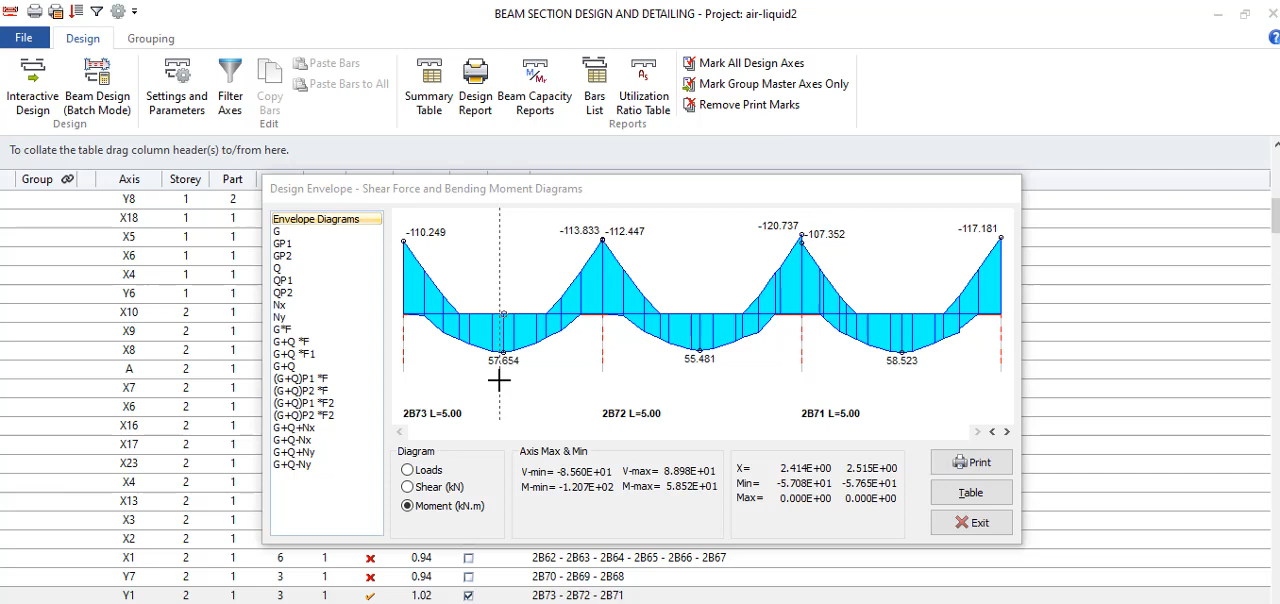 BEAM SECTION DESIGN AND DETAILING - Project: air-liquid2
File Design Grouping
Interactive Design
Beam Design (Batch Mode)
Design
Settings and Parameters
Filter Axes
Copy Bars
Paste Bars
Paste Bars to All
Edit
Summary Table
Design Report
Beam Capacity Reports
Bars List
Utilization Ratio Table
Reports
Mark All Design Axes
Mark Group Master Axes Only
Remove Print Marks
To collate the table drag column header(s) to/from here.
Group Axis Storey Part
Y8 1 2
X18 1 1
X5 1 1
X6 1 1
X4 1 1
Y6 1 1
X10 2 1
X9 2 1
X8 2 1
A 2 1
X7 2 1
X6 2 1
X16 2 1
X17 2 1
X23 2 1
X4 2 1
X13 2 1
X3 2 1
X2 2 1
X1 2 1 6 1 0.94 2B62 - 2B63 - 2B64 - 2B65 - 2B66 - 2B67
Y7 2 1 3 1 0.94 2B70 - 2B69 - 2B68
Y1 2 1 3 1 1.02 2B73 - 2B72 - 2B71
Design Envelope - Shear Force and Bending Moment Diagrams
Envelope Diagrams
G
GP1
GP2
Q
QP1
QP2
Nx
Ny
G*F
G+Q *F
G+Q *F1
G+Q
(G+Q)P1 *F
(G+Q)P2 *F
(G+Q)P1 *F2
(G+Q)P2 *F2
G+Q+Nx
G+Q-Nx
G+Q+Ny
G+Q-Ny
-110.249 -113.833 -112.447 -120.737 -107.352 -117.181
57.654 55.481 58.523
2B73 L=5.00 2B72 L=5.00 2B71 L=5.00
Diagram
Loads
Shear (kN)
Moment (kN.m)
Axis Max & Min
V-min= -8.560E+01 V-max= 8.898E+01
M-min= -1.207E+02 M-max= 5.852E+01
X= 2.414E+00 2.515E+00
Min= -5.708E+01 -5.765E+01
Max= 0.000E+00 0.000E+00
Print
Table
Exit